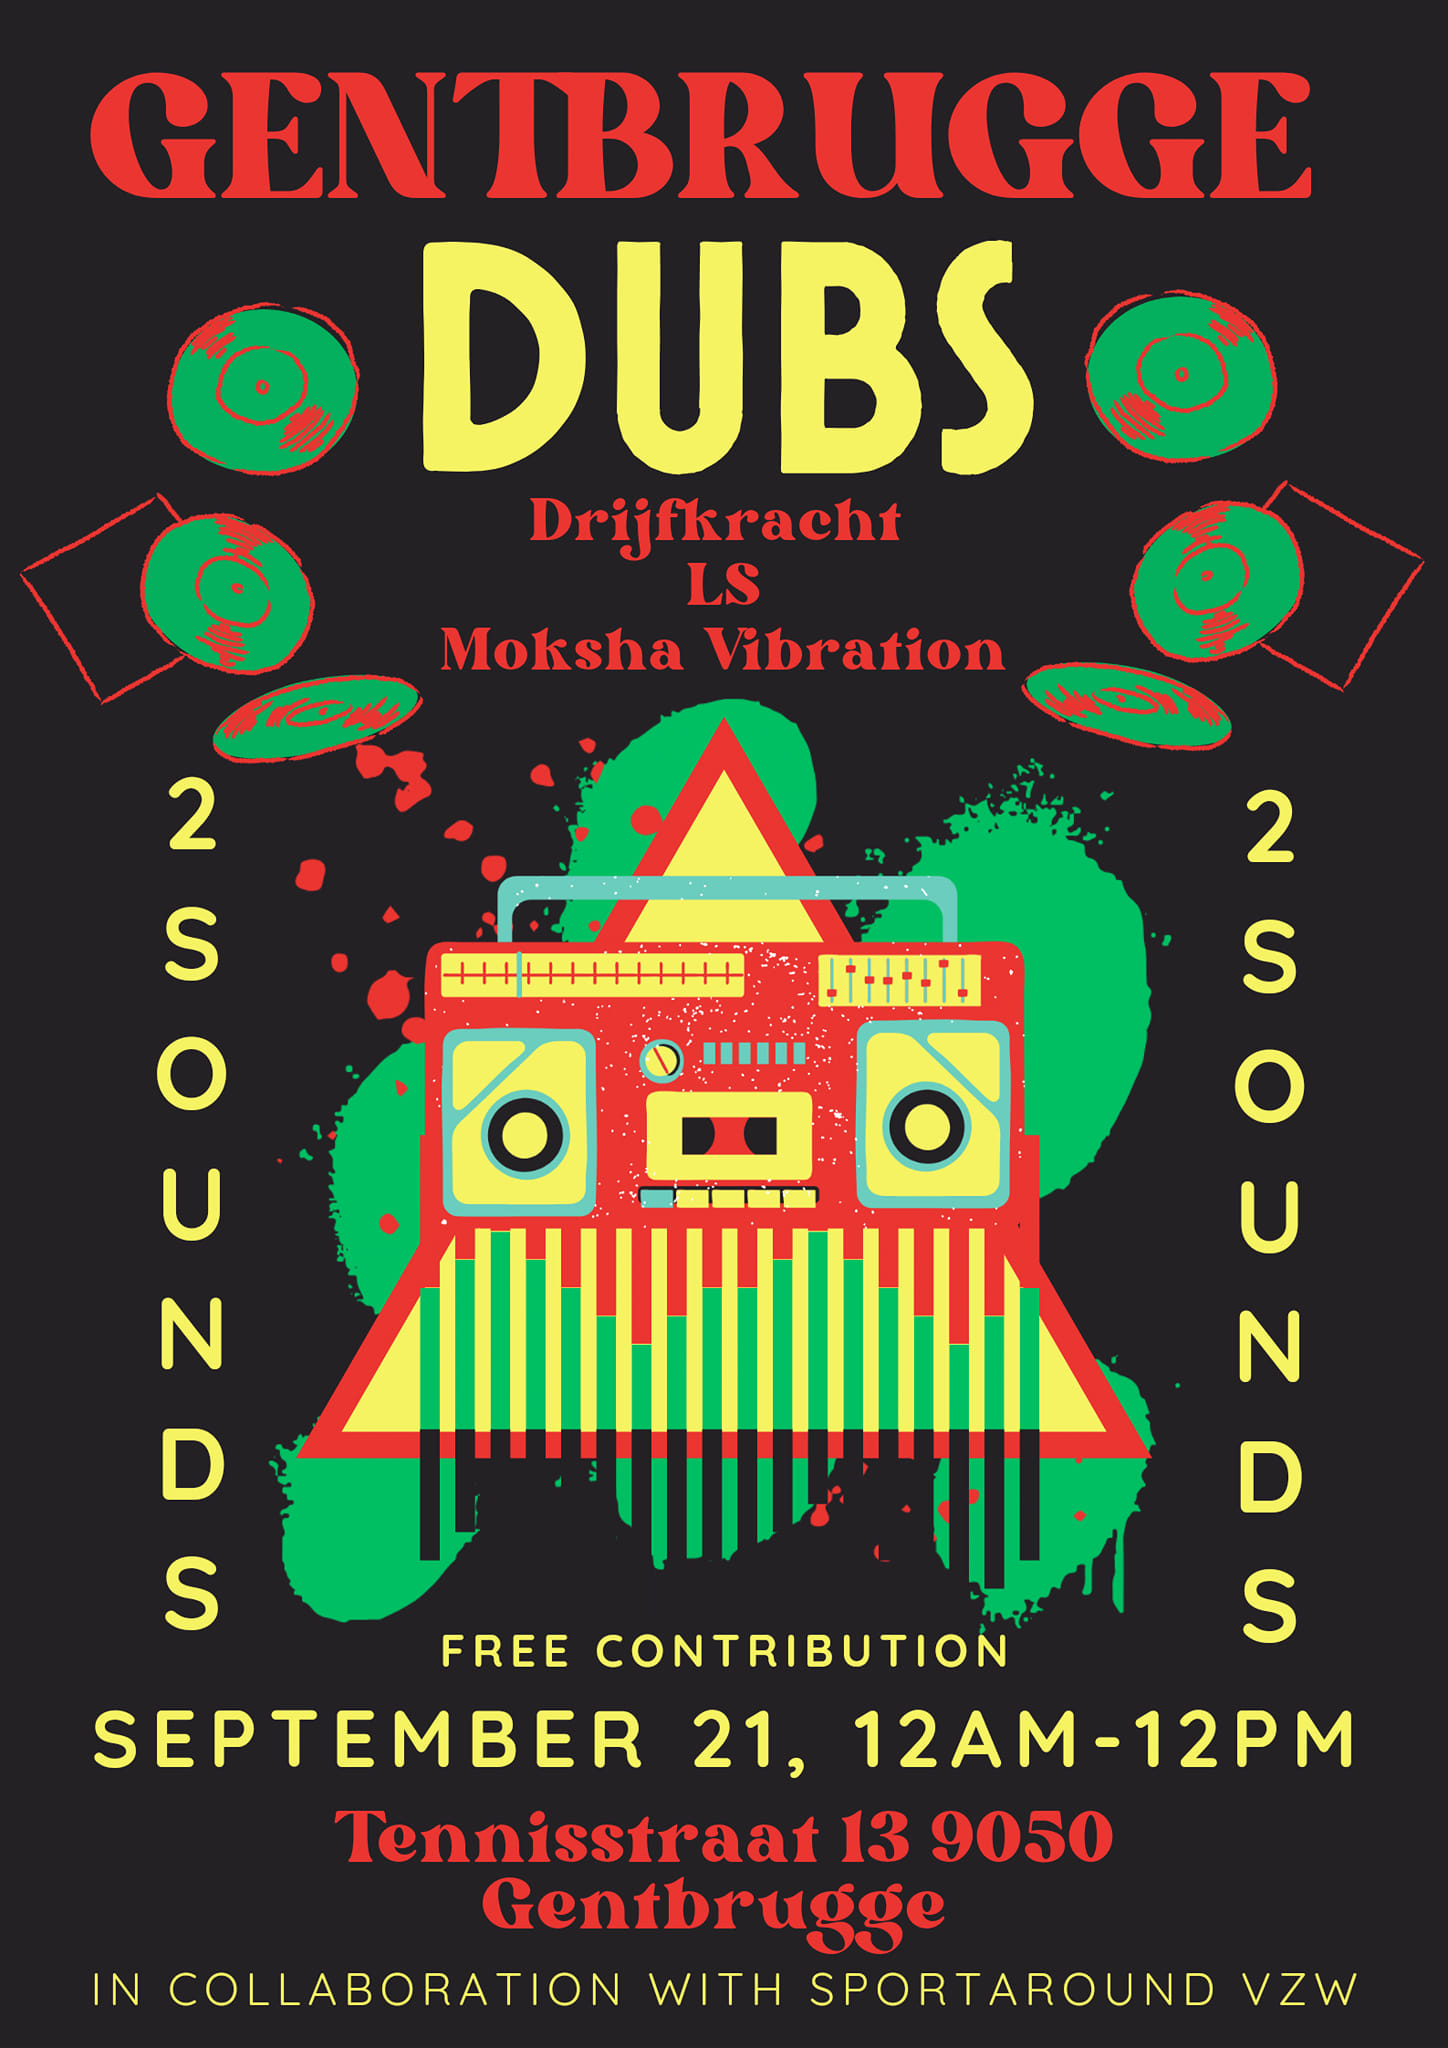 GENTBRUGGE
DUBS
Drijfkracht
LS
Moksha Vibration
2 SOUNDS
2 SOUNDS
FREE CONTRIBUTION
SEPTEMBER 21, 12AM-12PM
Tennisstraat 13 9050
Gentbrugge
IN COLLABORATION WITH SPORTAROUND VZW